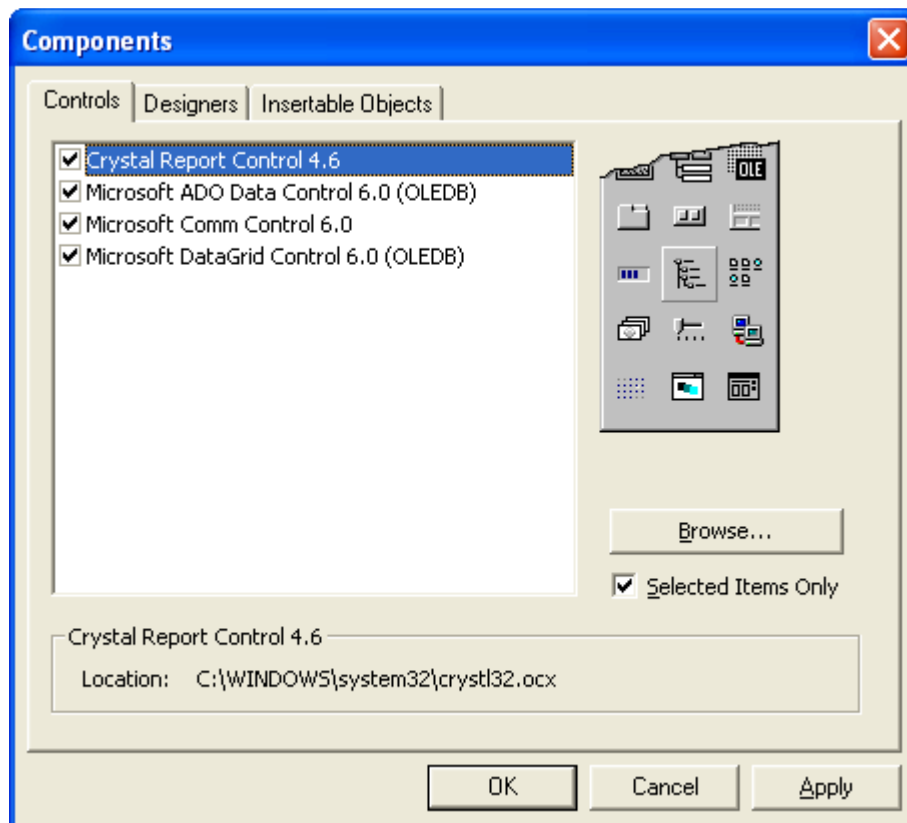 Components
Controls Designers Insertable Objects
Crystal Report Control 4.6
Microsoft ADO Data Control 6.0 (OLEDB)
Microsoft Comm Control 6.0
Microsoft DataGrid Control 6.0 (OLEDB)
OLE
Browse...
Selected Items Only
Crystal Report Control 4.6
Location: C:\WINDOWS\system32\crystl32.ocx
OK Cancel Apply